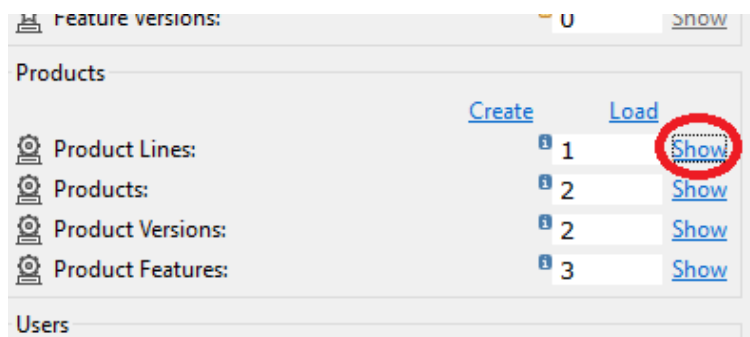 Feature Versions: 0 Show
Products
Create Load
Product Lines: 1 Show
Products: 2 Show
Product Versions: 2 Show
Product Features: 3 Show
Users